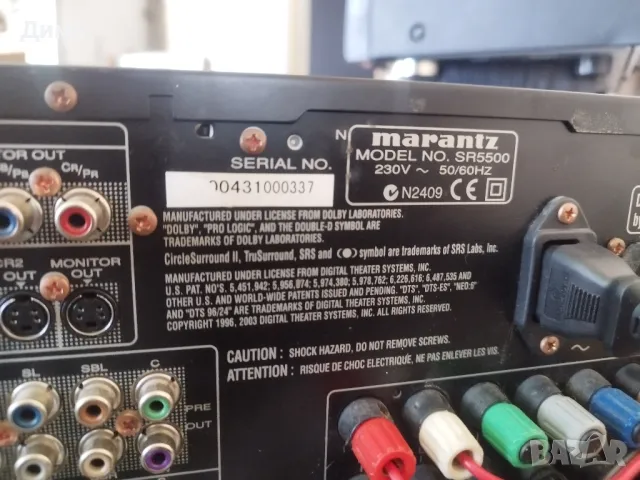 TOR OUT
CR/PR
B/PB
CR2
OUT
MONITOR
OUT
SL
SBL
C
PRE
OUT
SERIAL NO.
00431000337
N
marantz
MODEL NO. SR5500
230V ~ 50/60HZ
N2409 CE
MANUFACTURED UNDER LICENSE FROM DOLBY LABORATORIES.
"DOLBY", "PRO LOGIC", AND THE DOUBLE-D SYMBOL ARE
TRADEMARKS OF DOLBY LABORATORIES.
CircleSurround II, TruSurround, SRS and symbol are trademarks of SRS Labs, Inc.
MANUFACTURED UNDER LICENSE FROM DIGITAL THEATER SYSTEMS, INC.
U.S. PAT. NO'S. 5,451,942; 5,956,674; 5,974,380; 5,978,762; 6,226,616; 6,487,535 AND
OTHER U.S. AND WORLD-WIDE PATENTS ISSUED AND PENDING. "DTS", "DTS-ES", "NEO:6"
AND "DTS 96/24" ARE TRADEMARKS OF DIGITAL THEATER SYSTEMS, INC.
COPYRIGHT 1996, 2003 DIGITAL THEATER SYSTEMS, INC.
CAUTION : SHOCK HAZARD, DO NOT REMOVE SCREWS.
ATTENTION : RISQUE DE CHOC ELECTRIQUE, NE PAS ENLEVER LES VIS.
~
BAZAR